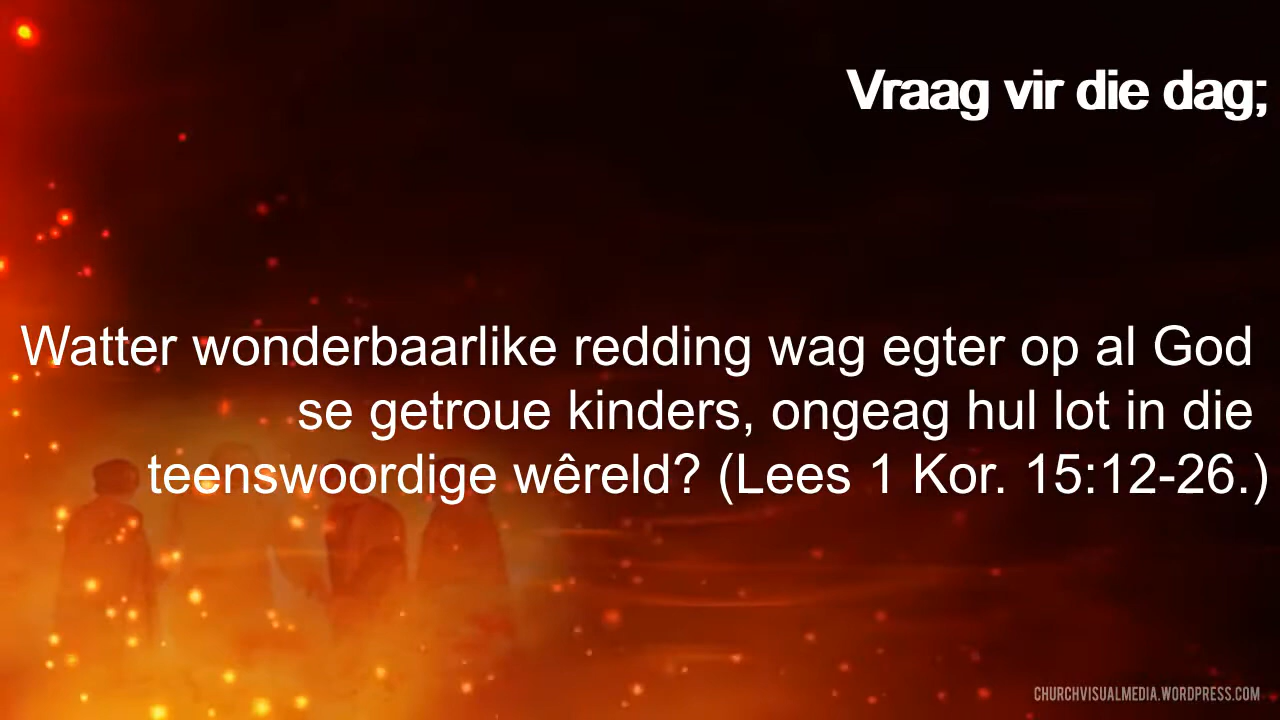 Vraag vir die dag;
Watter wonderbaarlike redding wag egter op al God
se getroue kinders, ongeag hul lot in die
teenswoordige wêreld? (Lees 1 Kor. 15:12-26.)
CHURCHVISUALMEDIA.WORDPRESS.COM